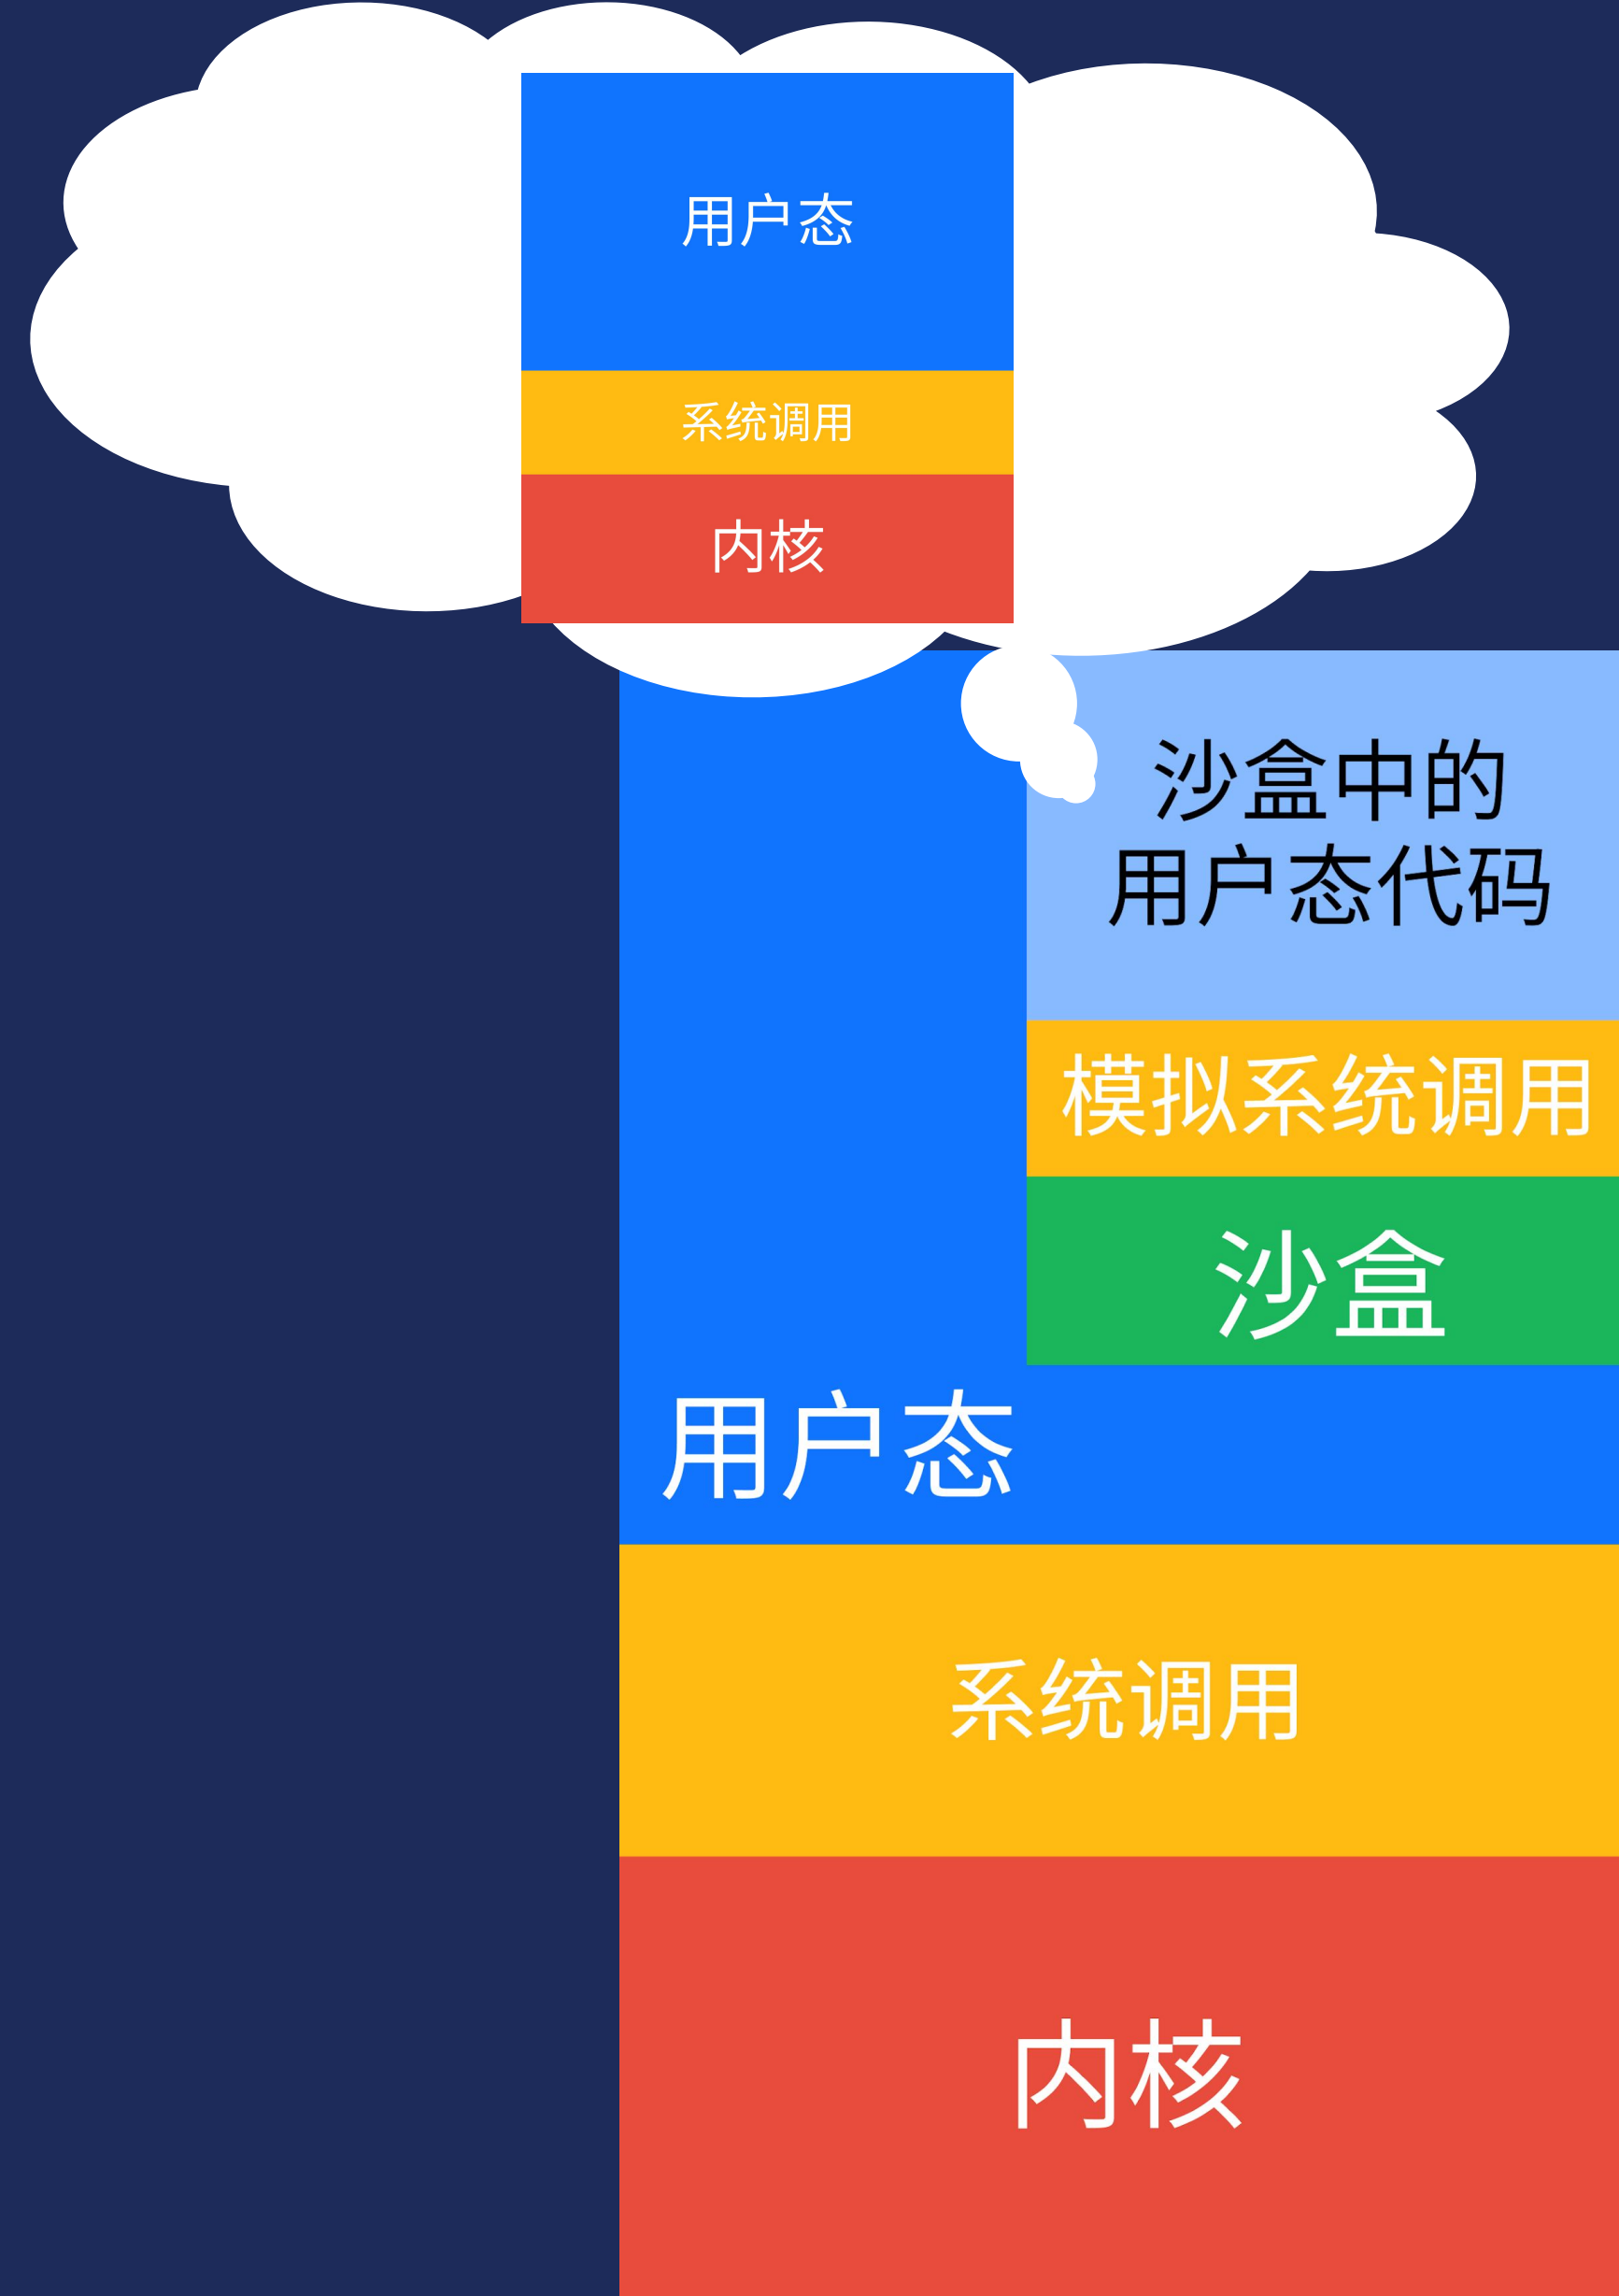 用户态
系统调用
内核
沙盒中的
用户态代码
模拟系统调用
沙盒
用户态
系统调用
内核